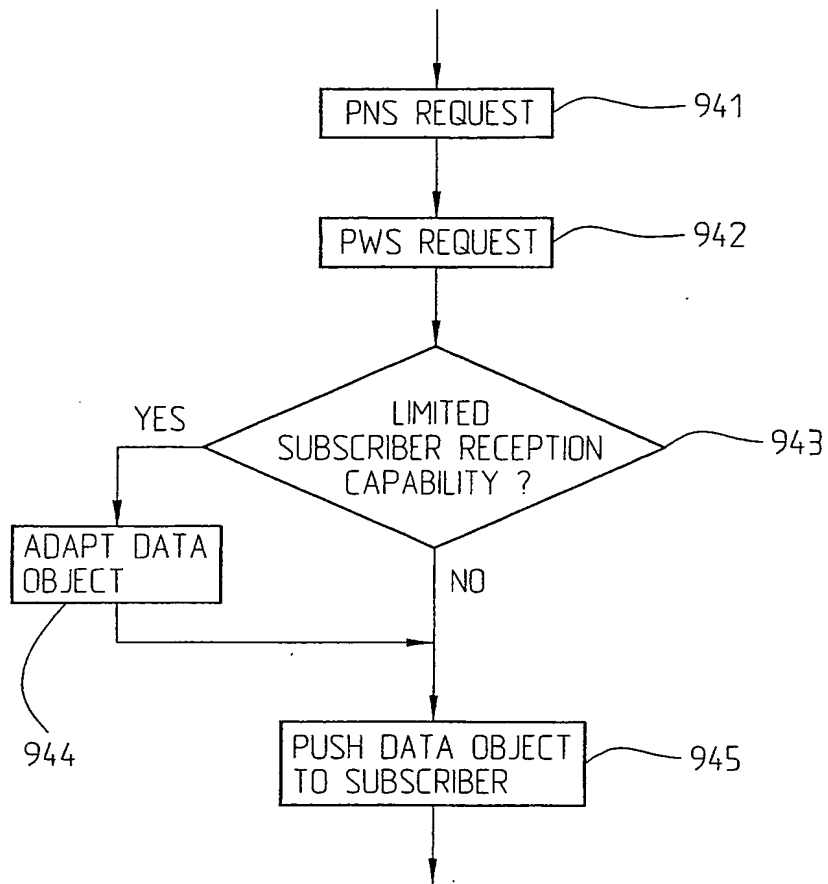 PNS REQUEST
941
PWS REQUEST
942
YES
LIMITED
SUBSCRIBER RECEPTION
CAPABILITY ?
943
ADAPT DATA
OBJECT
NO
944
PUSH DATA OBJECT
TO SUBSCRIBER
945